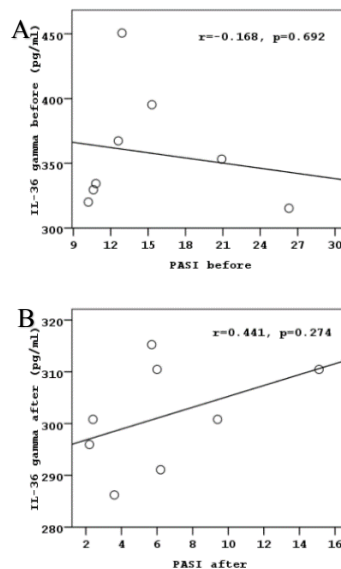 A
r=-0.168, p=0.692
IL-36 gamma before (pg/ml)
450
400
350
300
9 12 15 18 21 24 27 30
PASI before
B
r=0.441, p=0.274
IL-36 gamma after (pg/ml)
320
310
300
290
280
2 4 6 8 10 12 14 16
PASI after